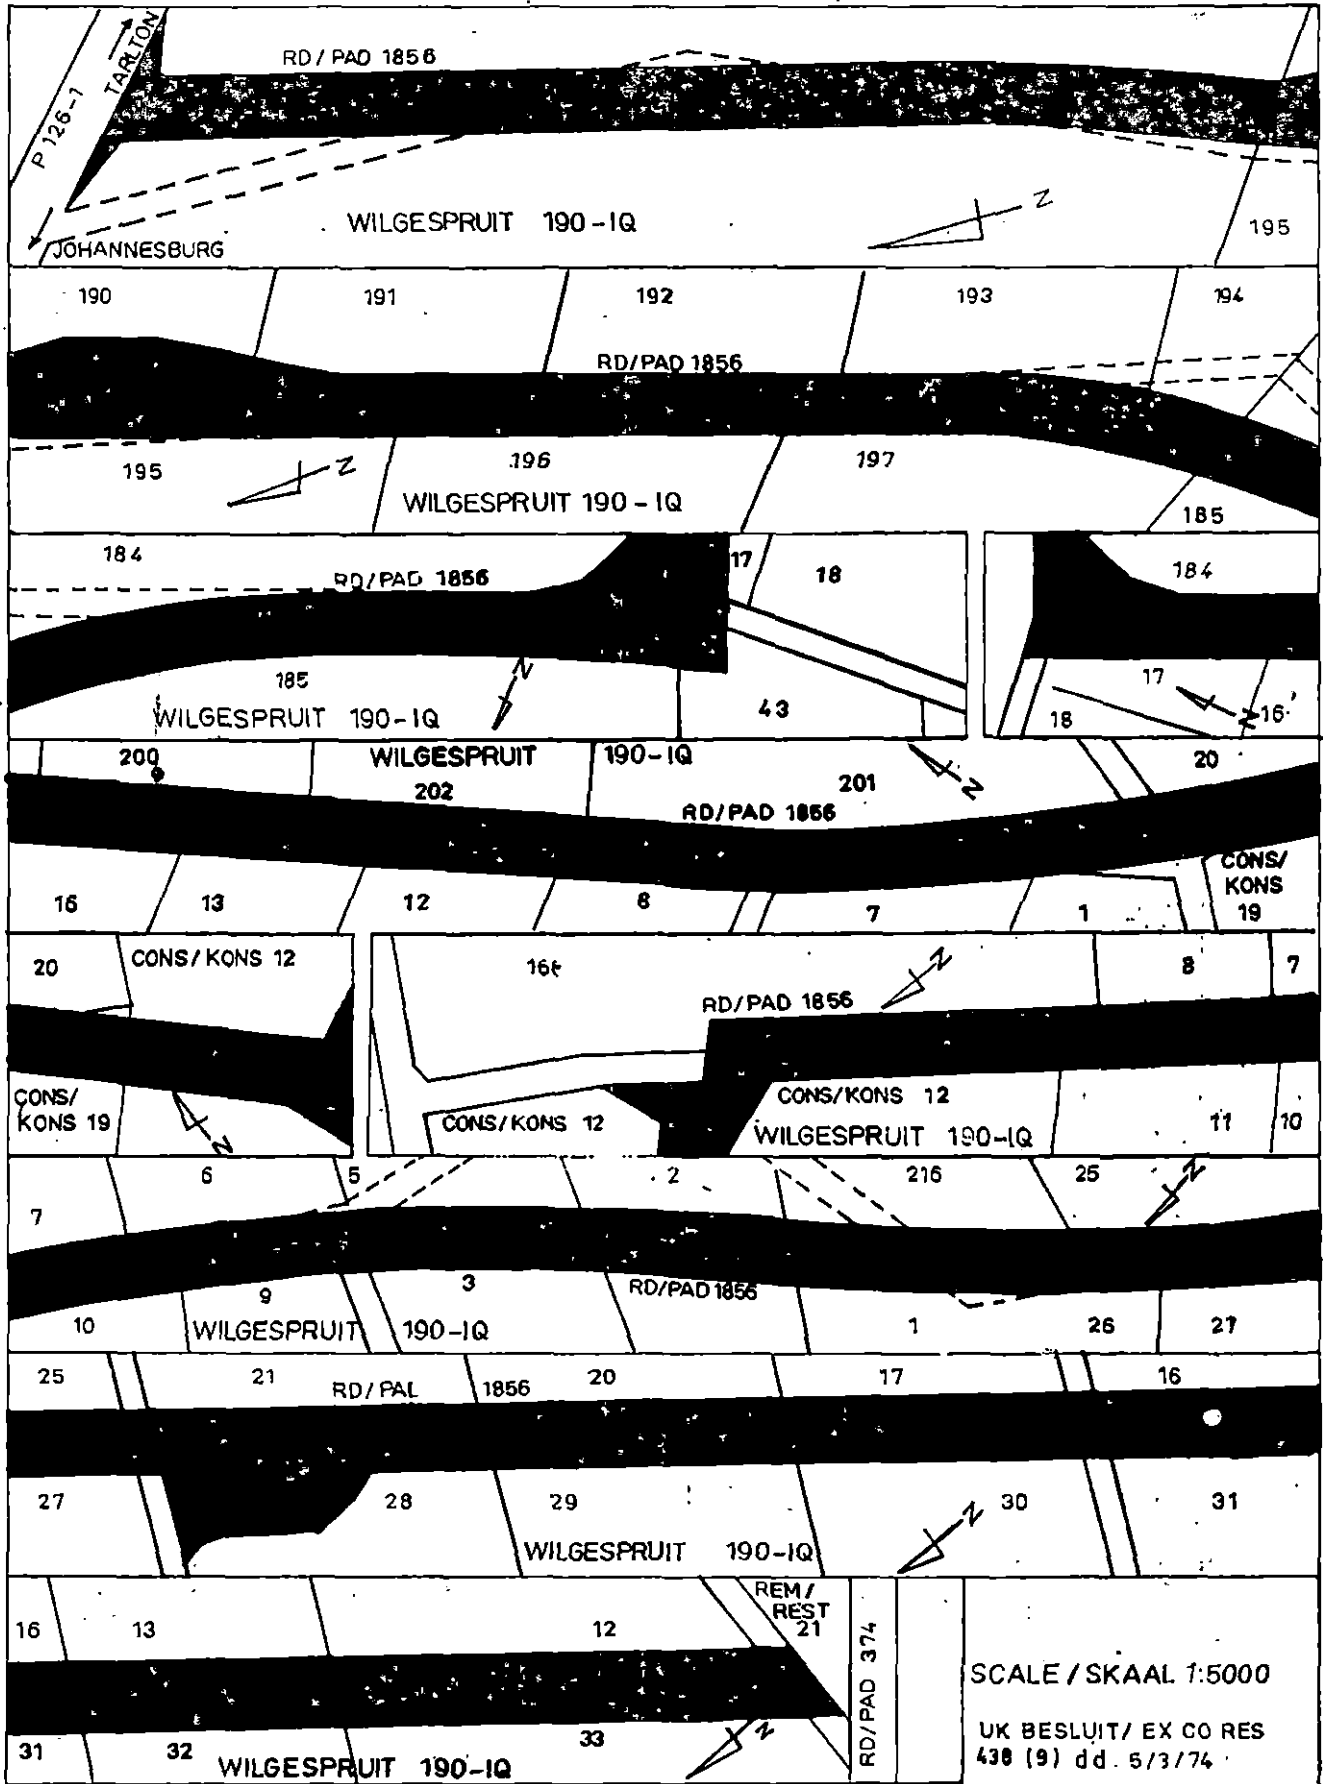 P 126-1
TARLTON
RD/PAD 1856
WILGESPRUIT 190-IQ
N
195
JOHANNESBURG
190 191 192 193 194
RD/PAD 1856
195 196 197
N
WILGESPRUIT 190-IQ
185
184
RD/PAD 1856
17 18
185
N
WILGESPRUIT 190-IQ
43
184
17
18 N 16
200 WILGESPRUIT 190-IQ 20
202 201
N
RD/PAD 1856
CONS/
KONS
19
16 13 12 8 7 1
20 CONS/KONS 12
CONS/
KONS 19
N
N 8 7
RD/PAD 1856
CONS/KONS 12
CONS/KONS 12
11 10
WILGESPRUIT 190-IQ
6 5 2 216 25
N
7
9 3 RD/PAD 1856
10 WILGESPRUIT 190-IQ 1 26 27
25 21 RD/PAD 1856 20 17 16
27 28 29 30 31
N
WILGESPRUIT 190-IQ
16 13 12
REM/
REST
21
RD/PAD 374
31 32 33
N
WILGESPRUIT 190-IQ
SCALE / SKAAL 1:5000
UK BESLUIT/ EX CO RES
438 (9) dd. 5/3/74